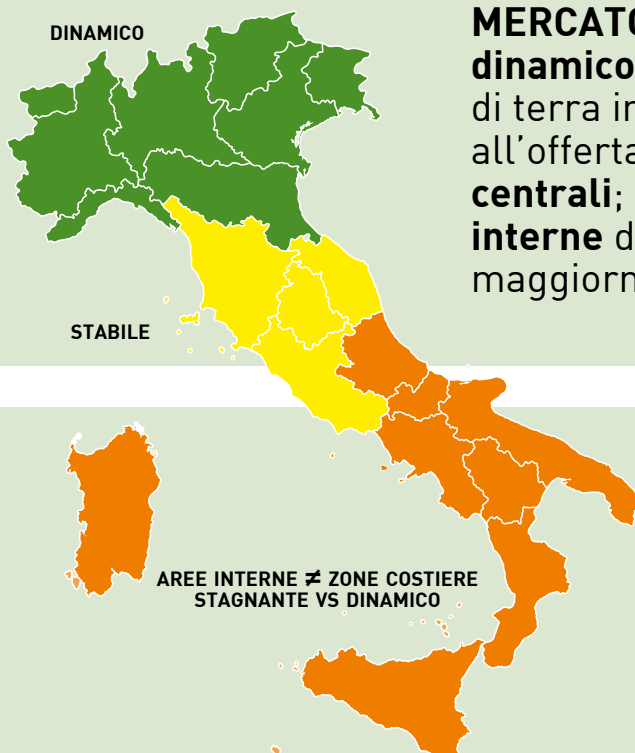 DINAMICO
MERCATO
dinamico
di terra in
all'offerta
centrali;
interne d
maggiorn
STABILE
AREE INTERNE ≠ ZONE COSTIERE
STAGNANTE VS DINAMICO